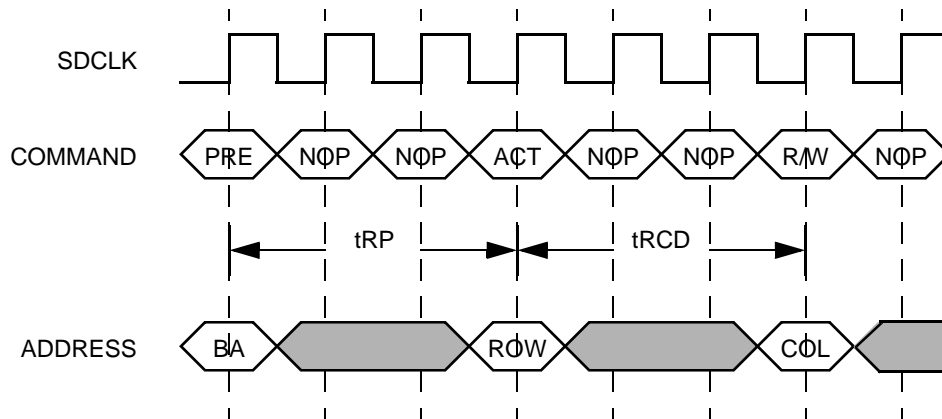 SDCLK
COMMAND PRE NOP NOP ACT NOP NOP R/W NOP
tRP tRCD
ADDRESS BA ROW COL